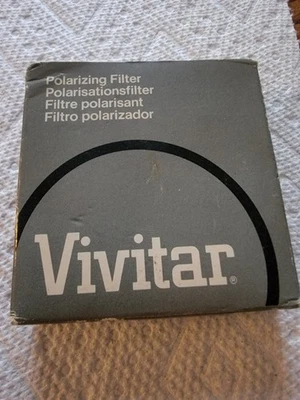 Polarizing Filter
Polarisationsfilter
Filtre polarisant
Filtro polarizador
Vivitar®